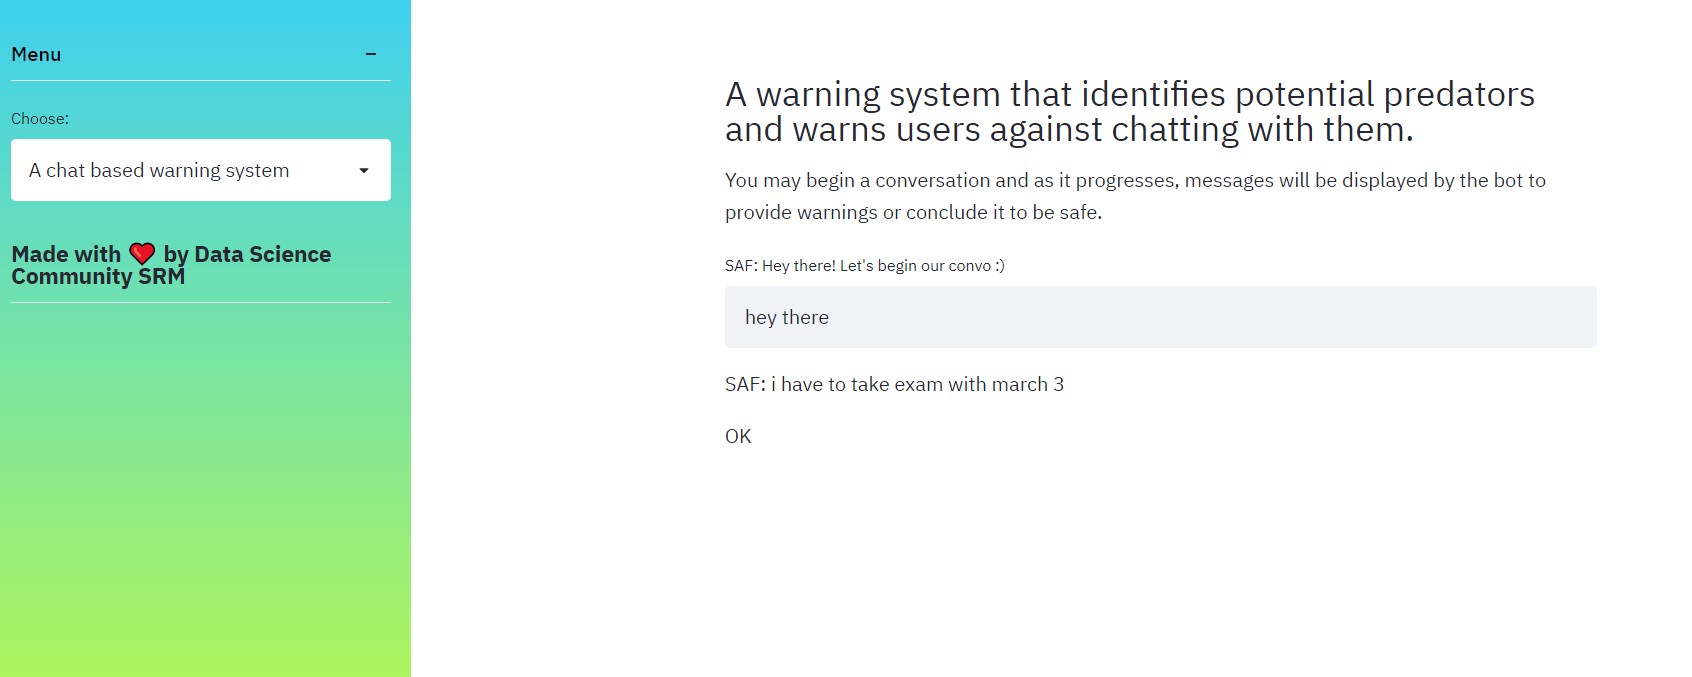 Menu
Choose:
A chat based warning system
Made with ❤️ by Data Science
Community SRM
A warning system that identifies potential predators
and warns users against chatting with them.
You may begin a conversation and as it progresses, messages will be displayed by the bot to
provide warnings or conclude it to be safe.
SAF: Hey there! Let's begin our convo :)
hey there
SAF: i have to take exam with march 3
OK